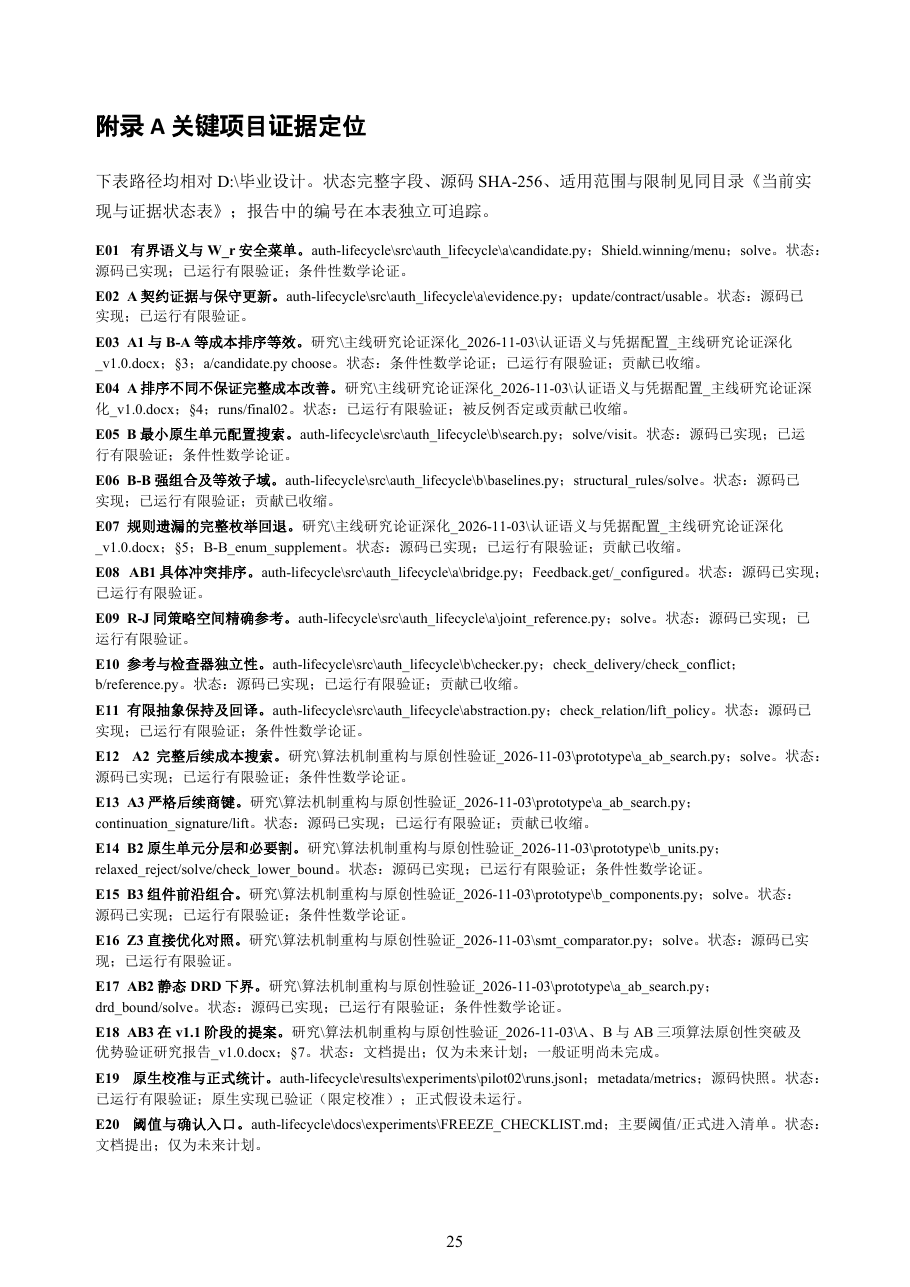 附录 A 关键项目证据定位
下表路径均相对 D:\毕业设计。状态完整字段、源码 SHA-256、适用范围与限制见同目录《当前实
现与证据状态表》；报告中的编号在本表独立可追踪。
E01 有界语义与 W_r 安全菜单。auth-lifecycle\src\auth_lifecycle\a\candidate.py；Shield.winning/menu；solve。状态：
源码已实现；已运行有限验证；条件性数学论证。
E02 A 契约证据与保守更新。auth-lifecycle\src\auth_lifecycle\a\evidence.py；update/contract/usable。状态：源码已
实现；已运行有限验证。
E03 A1 与 B-A 等成本排序等效。研究\主线研究论证深化_2026-11-03\认证语义与凭据配置_主线研究论证深化
_v1.0.docx；§3；a/candidate.py choose。状态：条件性数学论证；已运行有限验证；贡献已收缩。
E04 A 排序不同不保证完整成本改善。研究\主线研究论证深化_2026-11-03\认证语义与凭据配置_主线研究论证深
化_v1.0.docx；§4；runs/final02。状态：已运行有限验证；被反例否定或贡献已收缩。
E05 B 最小原生单元配置搜索。auth-lifecycle\src\auth_lifecycle\b\search.py；solve/visit。状态：源码已实现；已运
行有限验证；条件性数学论证。
E06 B-B 强组合及等效子域。auth-lifecycle\src\auth_lifecycle\b\baselines.py；structural_rules/solve。状态：源码已
实现；已运行有限验证；贡献已收缩。
E07 规则遗漏的完整枚举回退。研究\主线研究论证深化_2026-11-03\认证语义与凭据配置_主线研究论证深化
_v1.0.docx；§5；B-B_enum_supplement。状态：源码已实现；已运行有限验证；贡献已收缩。
E08 AB1 具体冲突排序。auth-lifecycle\src\auth_lifecycle\a\bridge.py；Feedback.get/_configured。状态：源码已实现；
已运行有限验证。
E09 R-J 同策略空间精确参考。auth-lifecycle\src\auth_lifecycle\a\joint_reference.py；solve。状态：源码已实现；已
运行有限验证。
E10 参考与检查器独立性。auth-lifecycle\src\auth_lifecycle\b\checker.py；check_delivery/check_conflict；
b/reference.py。状态：源码已实现；已运行有限验证；贡献已收缩。
E11 有限抽象保持及回译。auth-lifecycle\src\auth_lifecycle\abstraction.py；check_relation/lift_policy。状态：源码已
实现；已运行有限验证；条件性数学论证。
E12 A2 完整后续成本搜索。研究\算法机制重构与原创性验证_2026-11-03\prototype\a_ab_search.py；solve。状态：
源码已实现；已运行有限验证；条件性数学论证。
E13 A3 严格后续商键。研究\算法机制重构与原创性验证_2026-11-03\prototype\a_ab_search.py；
continuation_signature/lift。状态：源码已实现；已运行有限验证；贡献已收缩。
E14 B2 原生单元分层和必要割。研究\算法机制重构与原创性验证_2026-11-03\prototype\b_units.py；
relaxed_reject/solve/check_lower_bound。状态：源码已实现；已运行有限验证；条件性数学论证。
E15 B3 组件前沿组合。研究\算法机制重构与原创性验证_2026-11-03\prototype\b_components.py；solve。状态：
源码已实现；已运行有限验证；条件性数学论证。
E16 Z3 直接优化对照。研究\算法机制重构与原创性验证_2026-11-03\smt_comparator.py；solve。状态：源码已实
现；已运行有限验证。
E17 AB2 静态 DRD 下界。研究\算法机制重构与原创性验证_2026-11-03\prototype\a_ab_search.py；
drd_bound/solve。状态：源码已实现；已运行有限验证；条件性数学论证。
E18 AB3 在 v1.1 阶段的提案。研究\算法机制重构与原创性验证_2026-11-03\A、B 与 AB 三项算法原创性突破及
优势验证研究报告_v1.0.docx；§7。状态：文档提出；仅为未来计划；一般证明尚未完成。
E19 原生校准与正式统计。auth-lifecycle\results\experiments\pilot02\runs.jsonl；metadata/metrics；源码快照。状态：
已运行有限验证；原生实现已验证（限定校准）；正式假设未运行。
E20 阈值与确认入口。auth-lifecycle\docs\experiments\FREEZE_CHECKLIST.md；主要阈值/正式进入清单。状态：
文档提出；仅为未来计划。
25